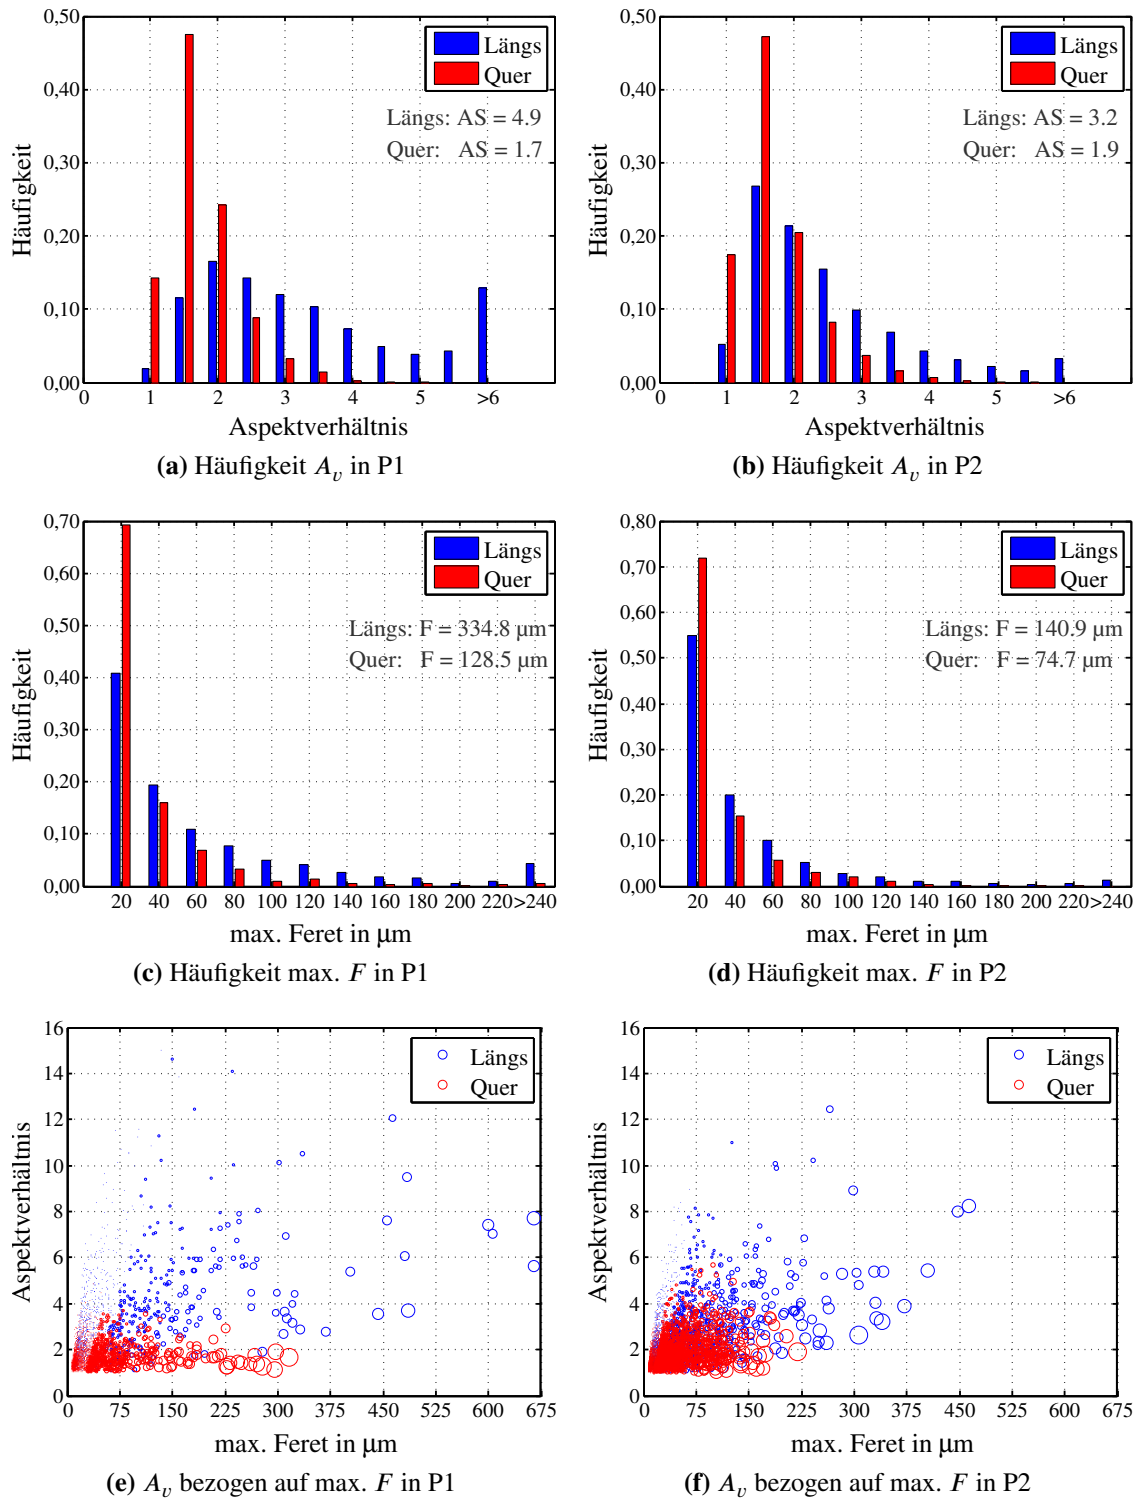 0,50
0,40
0,30
0,20
0,10
0,00
Häufigkeit
Längs
Quer
Längs: AS = 4.9
Quer: AS = 1.7
0 1 2 3 4 5 >6
Aspektverhältnis
(a) Häufigkeit Aᵥ in P1
0,50
0,40
0,30
0,20
0,10
0,00
Häufigkeit
Längs
Quer
Längs: AS = 3.2
Quer: AS = 1.9
0 1 2 3 4 5 >6
Aspektverhältnis
(b) Häufigkeit Aᵥ in P2
0,70
0,60
0,50
0,40
0,30
0,20
0,10
0,00
Häufigkeit
Längs
Quer
Längs: F = 334.8 µm
Quer: F = 128.5 µm
20 40 60 80 100 120 140 160 180 200 220 >240
max. Feret in µm
(c) Häufigkeit max. F in P1
0,80
0,70
0,60
0,50
0,40
0,30
0,20
0,10
0,00
Häufigkeit
Längs
Quer
Längs: F = 140.9 µm
Quer: F = 74.7 µm
20 40 60 80 100 120 140 160 180 200 220 >240
max. Feret in µm
(d) Häufigkeit max. F in P2
16
14
12
10
8
6
4
2
0
Aspektverhältnis
Längs
Quer
0 75 150 225 300 375 450 525 600 675
max. Feret in µm
(e) Aᵥ bezogen auf max. F in P1
16
14
12
10
8
6
4
2
0
Aspektverhältnis
Längs
Quer
0 75 150 225 300 375 450 525 600 675
max. Feret in µm
(f) Aᵥ bezogen auf max. F in P2